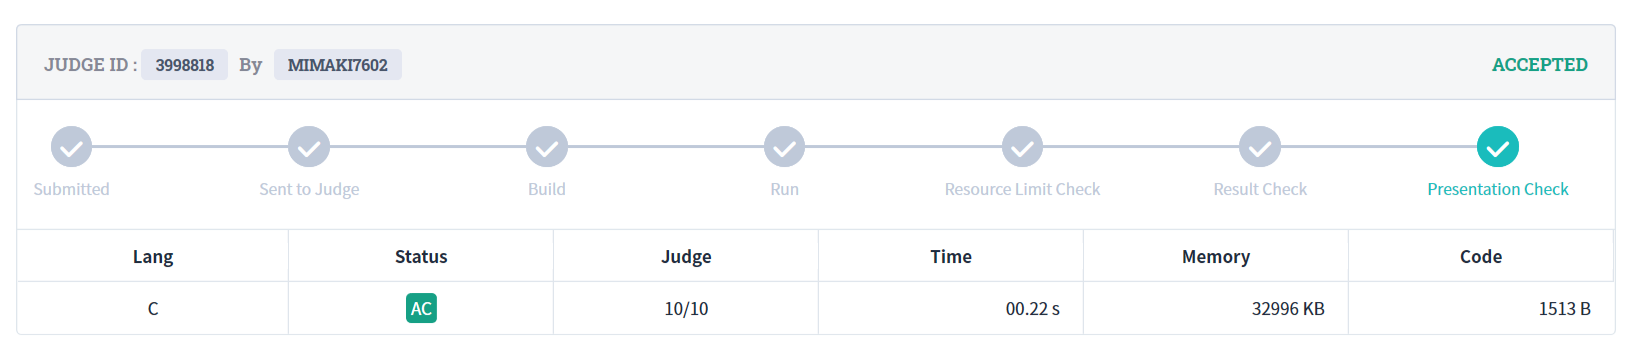 JUDGE ID : 3998818 By MIMAKI7602 ACCEPTED
Submitted Sent to Judge Build Run Resource Limit Check Result Check Presentation Check
Lang Status Judge Time Memory Code
C AC 10/10 00.22 s 32996 KB 1513 B